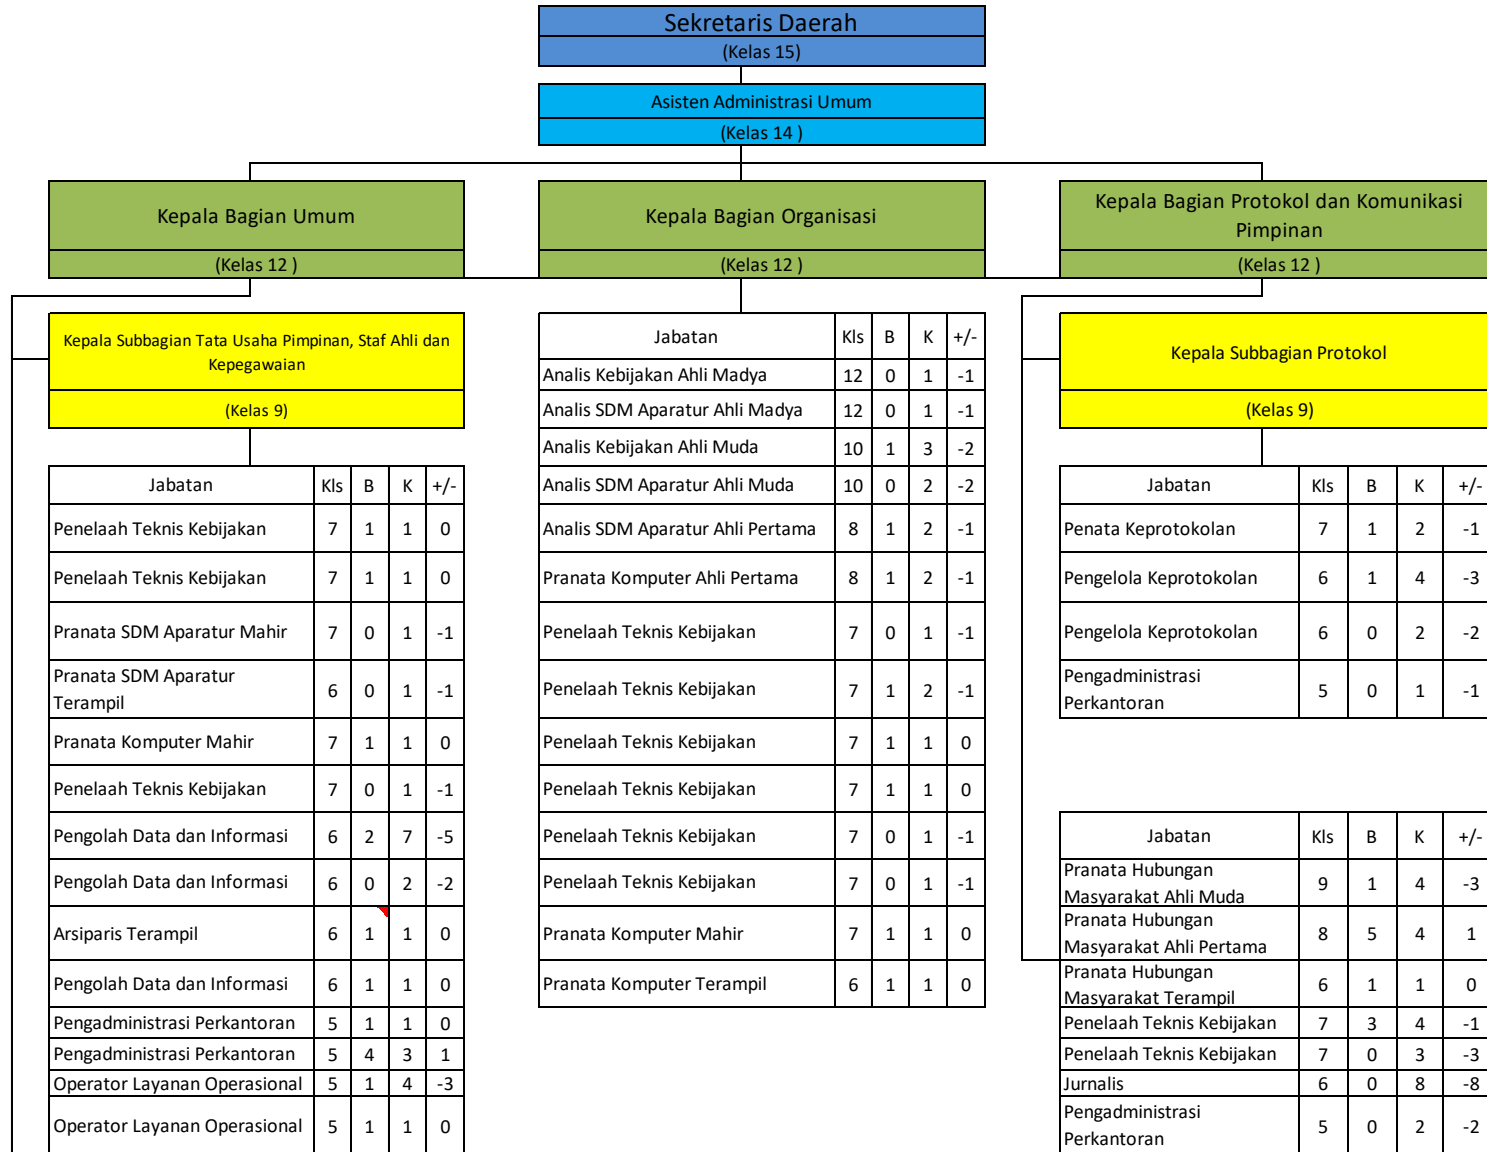 Sekretaris Daerah
(Kelas 15)
Asisten Administrasi Umum
(Kelas 14 )
Kepala Bagian Umum
(Kelas 12 )
Kepala Bagian Organisasi
(Kelas 12 )
Kepala Bagian Protokol dan Komunikasi
Pimpinan
(Kelas 12 )
Kepala Subbagian Tata Usaha Pimpinan, Staf Ahli dan
Kepegawaian
(Kelas 9)
Jabatan Kls B K +/-
Penelaah Teknis Kebijakan 7 1 1 0
Penelaah Teknis Kebijakan 7 1 1 0
Pranata SDM Aparatur Mahir 7 0 1 -1
Pranata SDM Aparatur
Terampil 6 0 1 -1
Pranata Komputer Mahir 7 1 1 0
Penelaah Teknis Kebijakan 7 0 1 -1
Pengolah Data dan Informasi 6 2 7 -5
Pengolah Data dan Informasi 6 0 2 -2
Arsiparis Terampil 6 1 1 0
Pengolah Data dan Informasi 6 1 1 0
Pengadministrasi Perkantoran 5 1 1 0
Pengadministrasi Perkantoran 5 4 3 1
Operator Layanan Operasional 5 1 4 -3
Operator Layanan Operasional 5 1 1 0
Jabatan Kls B K +/-
Analis Kebijakan Ahli Madya 12 0 1 -1
Analis SDM Aparatur Ahli Madya 12 0 1 -1
Analis Kebijakan Ahli Muda 10 1 3 -2
Analis SDM Aparatur Ahli Muda 10 0 2 -2
Analis SDM Aparatur Ahli Pertama 8 1 2 -1
Pranata Komputer Ahli Pertama 8 1 2 -1
Penelaah Teknis Kebijakan 7 0 1 -1
Penelaah Teknis Kebijakan 7 1 2 -1
Penelaah Teknis Kebijakan 7 1 1 0
Penelaah Teknis Kebijakan 7 1 1 0
Penelaah Teknis Kebijakan 7 0 1 -1
Penelaah Teknis Kebijakan 7 0 1 -1
Pranata Komputer Mahir 7 1 1 0
Pranata Komputer Terampil 6 1 1 0
Kepala Subbagian Protokol
(Kelas 9)
Jabatan Kls B K +/-
Penata Keprotokolan 7 1 2 -1
Pengelola Keprotokolan 6 1 4 -3
Pengelola Keprotokolan 6 0 2 -2
Pengadministrasi
Perkantoran 5 0 1 -1
Jabatan Kls B K +/-
Pranata Hubungan
Masyarakat Ahli Muda 9 1 4 -3
Pranata Hubungan
Masyarakat Ahli Pertama 8 5 4 1
Pranata Hubungan
Masyarakat Terampil 6 1 1 0
Penelaah Teknis Kebijakan 7 3 4 -1
Penelaah Teknis Kebijakan 7 0 3 -3
Jurnalis 6 0 8 -8
Pengadministrasi
Perkantoran 5 0 2 -2